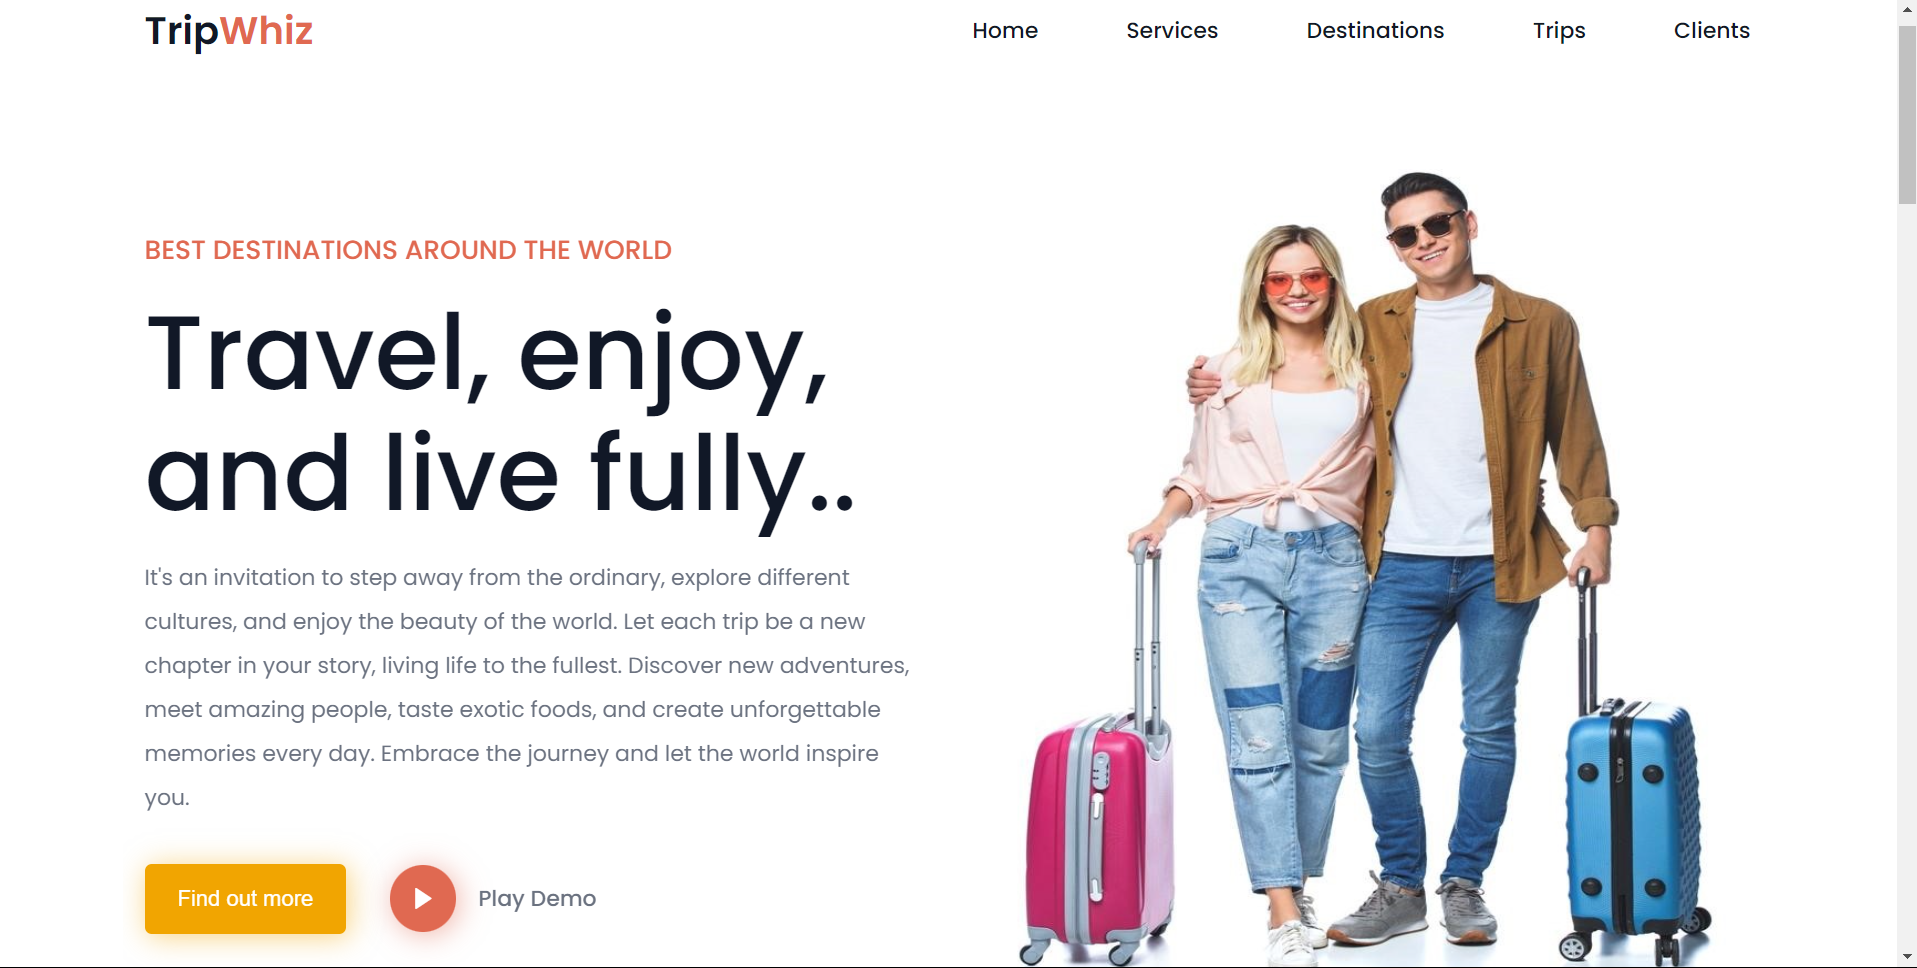 TripWhiz
Home Services Destinations Trips Clients
BEST DESTINATIONS AROUND THE WORLD
Travel, enjoy,
and live fully..
It's an invitation to step away from the ordinary, explore different
cultures, and enjoy the beauty of the world. Let each trip be a new
chapter in your story, living life to the fullest. Discover new adventures,
meet amazing people, taste exotic foods, and create unforgettable
memories every day. Embrace the journey and let the world inspire
you.
Find out more
Play Demo